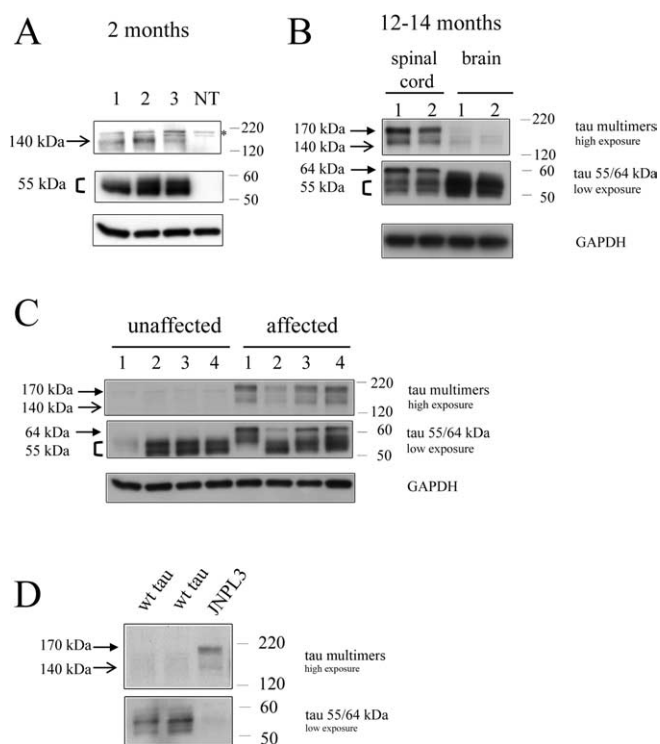 A
2 months
1 2 3 NT
140 kDa
*
220
120
55 kDa
60
50
B
12-14 months
spinal cord
brain
1 2 1 2
170 kDa
140 kDa
220
120
tau multimers
high exposure
64 kDa
55 kDa
60
50
tau 55/64 kDa
low exposure
GAPDH
C
unaffected
affected
1 2 3 4 1 2 3 4
170 kDa
140 kDa
220
120
tau multimers
high exposure
64 kDa
55 kDa
60
50
tau 55/64 kDa
low exposure
GAPDH
D
wt tau
wt tau
JNPL3
170 kDa
140 kDa
220
120
tau multimers
high exposure
60
50
tau 55/64 kDa
low exposure